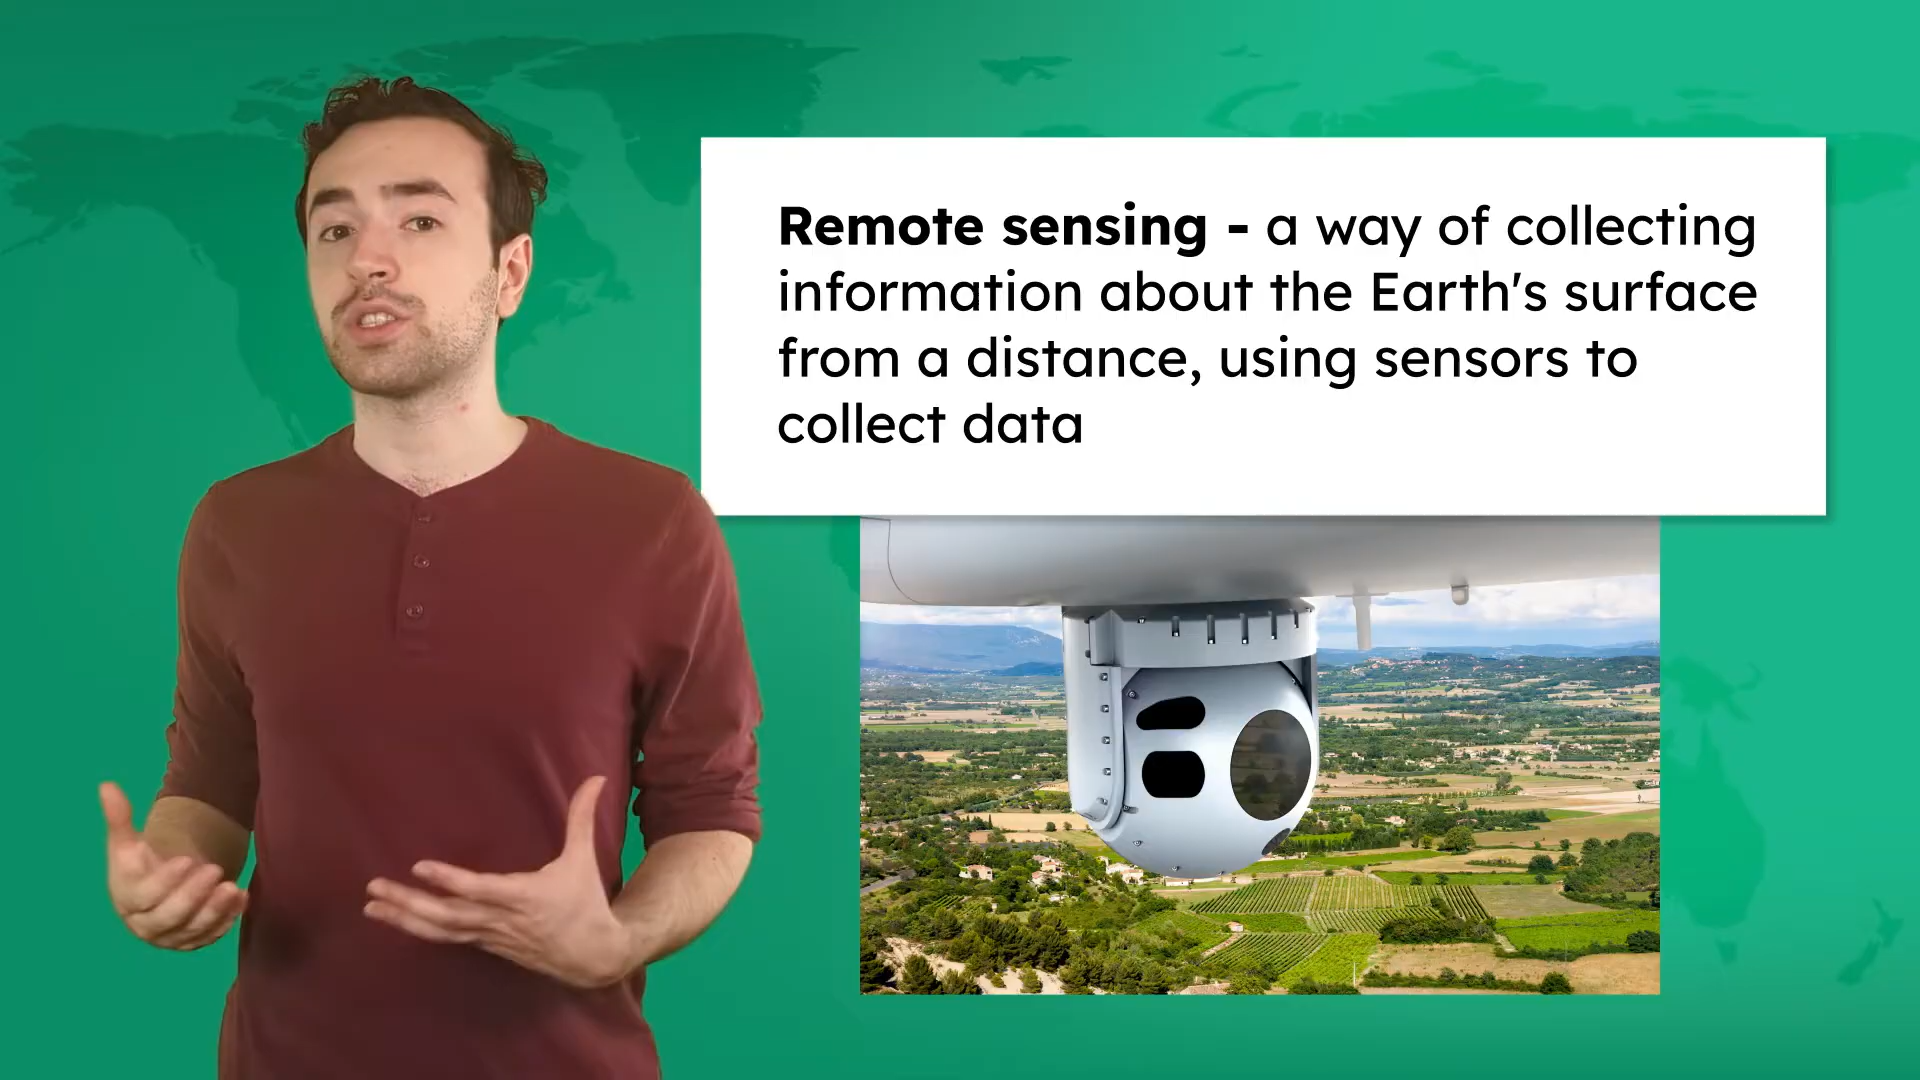 Remote sensing - a way of collecting
information about the Earth's surface
from a distance, using sensors to
collect data